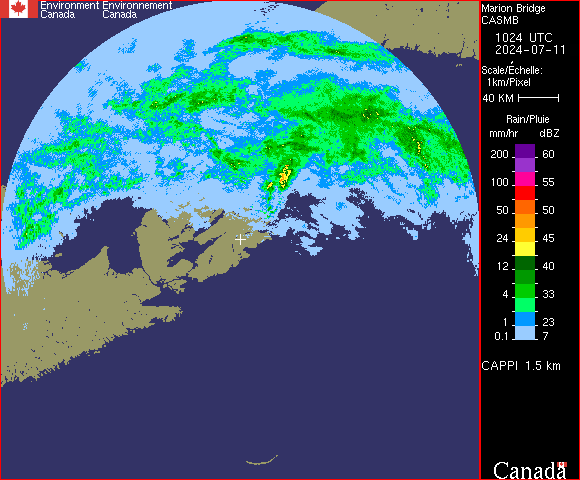 Environment Environnement
Canada Canada
Marion Bridge
CASMB
1024 UTC
2024-07-11
Scale/Échelle:
1km/Pixel
40 KM
Rain/Pluie
mm/hr dBZ
200 60
100 55
50 50
24 45
12 40
4 33
1 23
0.1 7
CAPPI 1.5 km
Canada